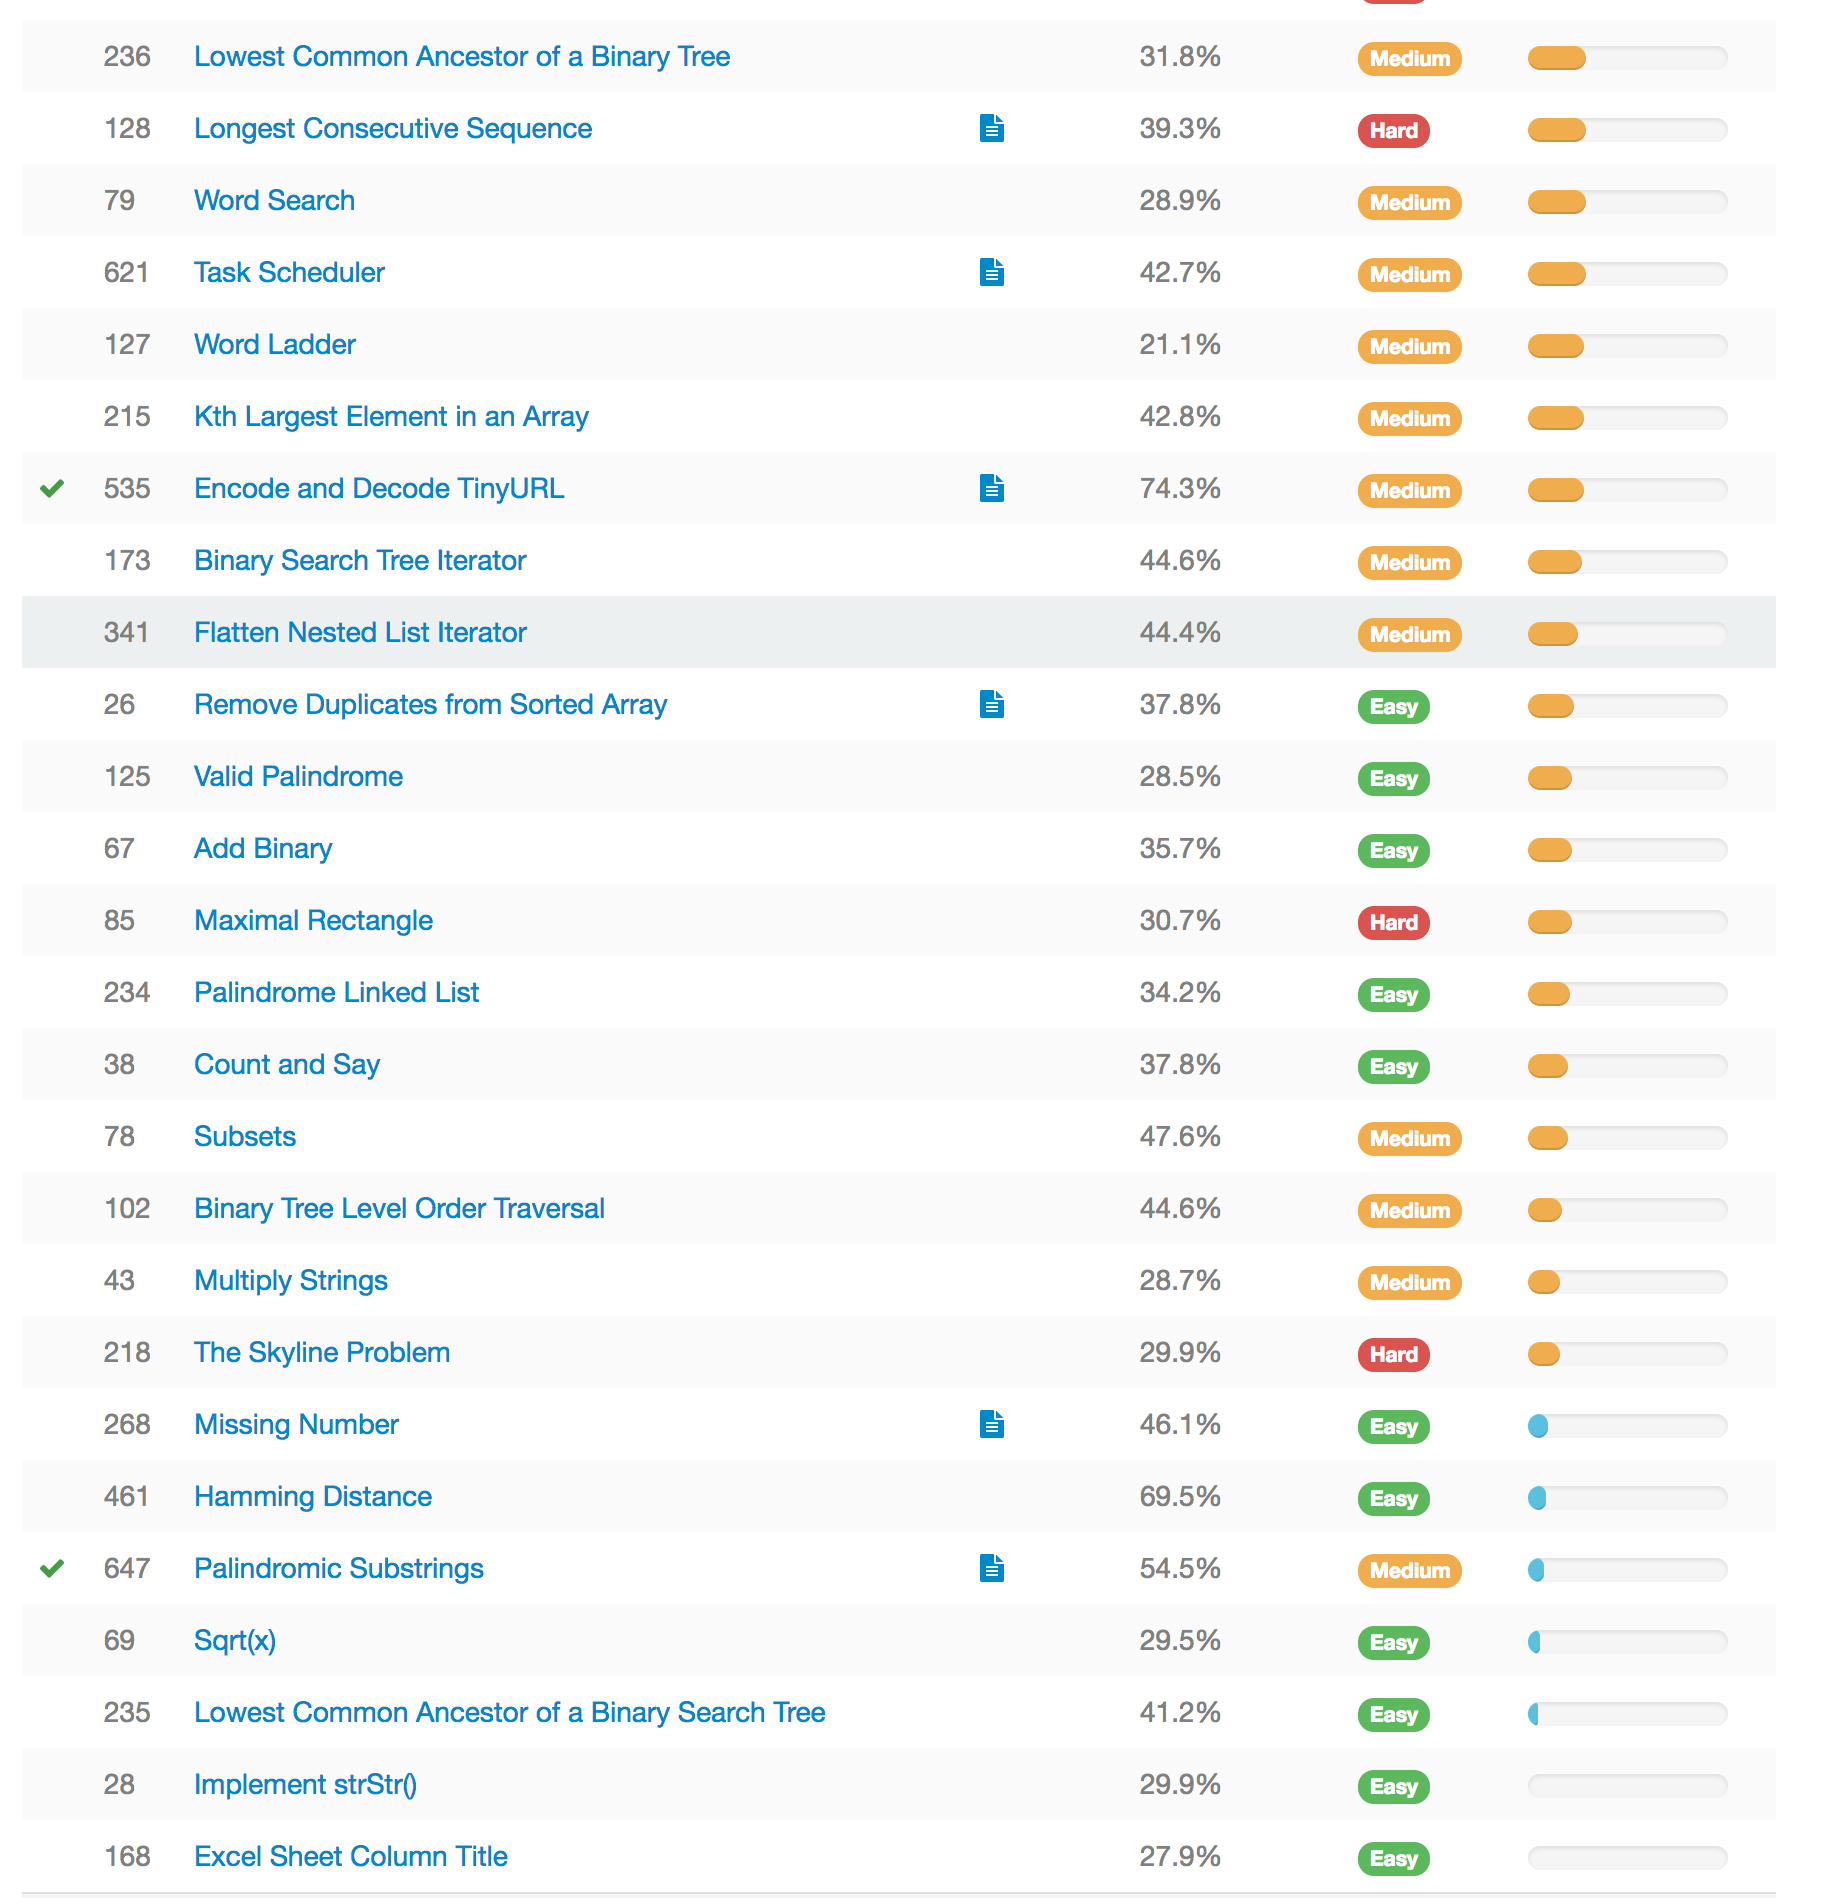 236 Lowest Common Ancestor of a Binary Tree 31.8% Medium
128 Longest Consecutive Sequence 39.3% Hard
79 Word Search 28.9% Medium
621 Task Scheduler 42.7% Medium
127 Word Ladder 21.1% Medium
215 Kth Largest Element in an Array 42.8% Medium
535 Encode and Decode TinyURL 74.3% Medium
173 Binary Search Tree Iterator 44.6% Medium
341 Flatten Nested List Iterator 44.4% Medium
26 Remove Duplicates from Sorted Array 37.8% Easy
125 Valid Palindrome 28.5% Easy
67 Add Binary 35.7% Easy
85 Maximal Rectangle 30.7% Hard
234 Palindrome Linked List 34.2% Easy
38 Count and Say 37.8% Easy
78 Subsets 47.6% Medium
102 Binary Tree Level Order Traversal 44.6% Medium
43 Multiply Strings 28.7% Medium
218 The Skyline Problem 29.9% Hard
268 Missing Number 46.1% Easy
461 Hamming Distance 69.5% Easy
647 Palindromic Substrings 54.5% Medium
69 Sqrt(x) 29.5% Easy
235 Lowest Common Ancestor of a Binary Search Tree 41.2% Easy
28 Implement strStr() 29.9% Easy
168 Excel Sheet Column Title 27.9% Easy